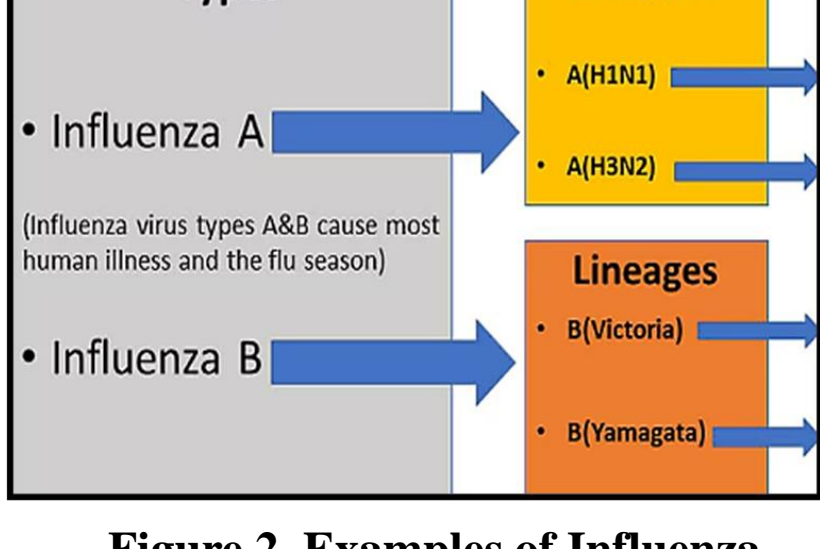 • Influenza A
(Influenza virus types A&B cause most
human illness and the flu season)
• Influenza B
• A(H1N1)
• A(H3N2)
Lineages
• B(Victoria)
• B(Yamagata)
Figure 2. Examples of Influenza